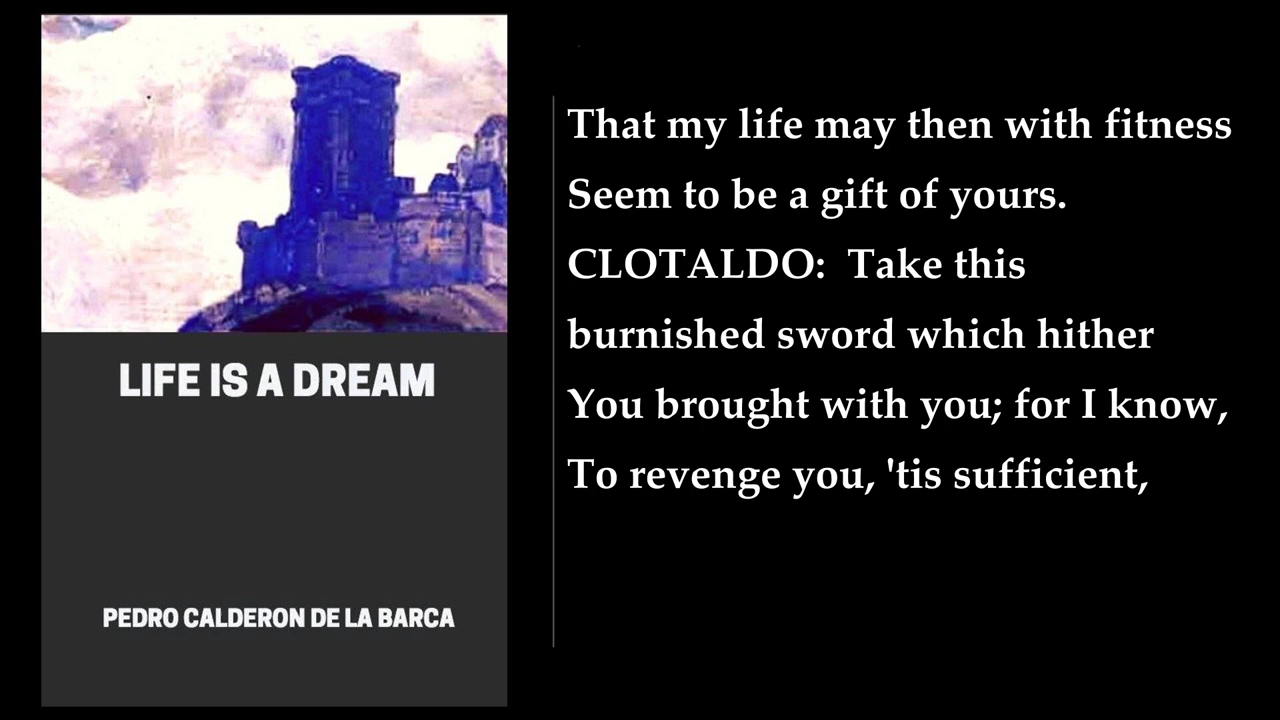 LIFE IS A DREAM
PEDRO CALDERON DE LA BARCA
That my life may then with fitness
Seem to be a gift of yours.
CLOTALDO:  Take this
burnished sword which hither
You brought with you; for I know,
To revenge you, 'tis sufficient,